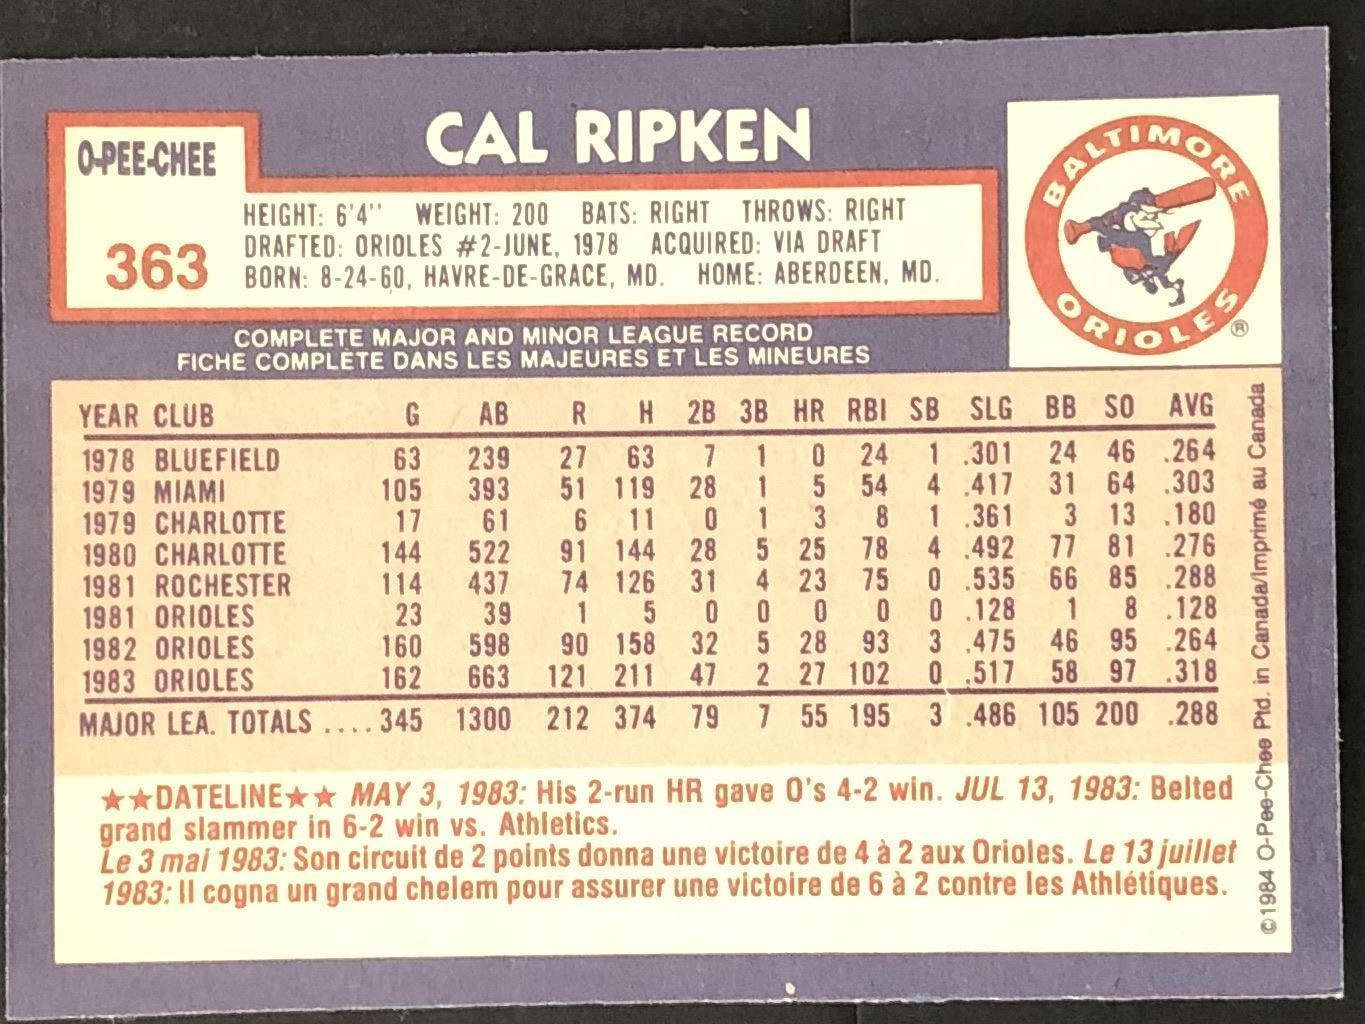 CAL RIPKEN
O-PEE-CHEE
363
HEIGHT: 6'4" WEIGHT: 200 BATS: RIGHT THROWS: RIGHT
DRAFTED: ORIOLES #2-JUNE, 1978 ACQUIRED: VIA DRAFT
BORN: 8-24-60, HAVRE-DE-GRACE, MD. HOME: ABERDEEN, MD.
BALTIMORE
ORIOLES ®
COMPLETE MAJOR AND MINOR LEAGUE RECORD
FICHE COMPLÈTE DANS LES MAJEURES ET LES MINEURES
YEAR CLUB G AB R H 2B 3B HR RBI SB SLG BB SO AVG
1978 BLUEFIELD 63 239 27 63 7 1 0 24 1 .301 24 46 .264
1979 MIAMI 105 393 51 119 28 1 5 54 4 .417 31 64 .303
1979 CHARLOTTE 17 61 6 11 0 1 3 8 1 .361 3 13 .180
1980 CHARLOTTE 144 522 91 144 28 5 25 78 4 .492 77 81 .276
1981 ROCHESTER 114 437 74 126 31 4 23 75 0 .535 66 85 .288
1981 ORIOLES 23 39 1 5 0 0 0 0 0 .128 1 8 .128
1982 ORIOLES 160 598 90 158 32 5 28 93 3 .475 46 95 .264
1983 ORIOLES 162 663 121 211 47 2 27 102 0 .517 58 97 .318
MAJOR LEA. TOTALS .... 345 1300 212 374 79 7 55 195 3 .486 105 200 .288
★★DATELINE★★ MAY 3, 1983: His 2-run HR gave O's 4-2 win. JUL 13, 1983: Belted
grand slammer in 6-2 win vs. Athletics.
Le 3 mai 1983: Son circuit de 2 points donna une victoire de 4 à 2 aux Orioles. Le 13 juillet
1983: Il cogna un grand chelem pour assurer une victoire de 6 à 2 contre les Athlétiques.
©1984 O-Pee-Chee Ptd. in Canada/Imprimé au Canada